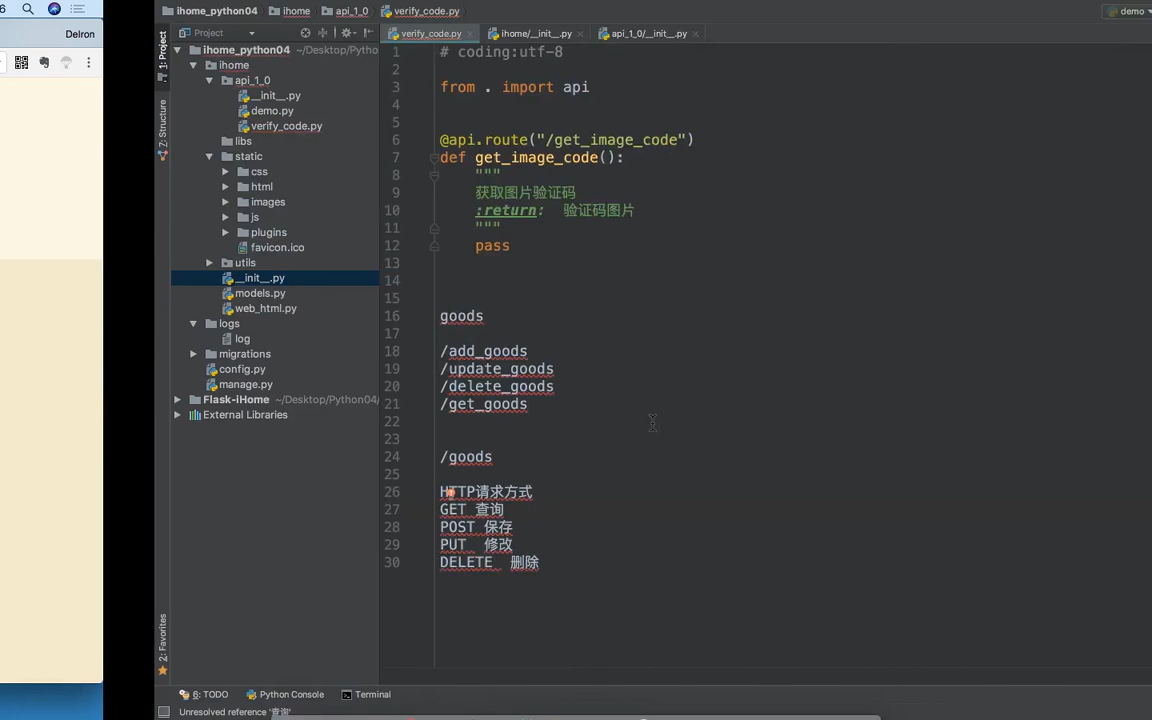 6
Delron
ihome_python04
ihome
api_1_0
verify_code.py
demo
Project
verify_code.py
ihome/__init__.py
api_1_0/__init__.py
1: Project
Z: Structure
2: Favorites
ihome_python04 ~/Desktop/Pytho
ihome
api_1_0
__init__.py
demo.py
verify_code.py
libs
static
css
html
images
js
plugins
favicon.ico
utils
__init__.py
models.py
web_html.py
logs
log
migrations
config.py
manage.py
Flask-iHome ~/Desktop/Python04/
External Libraries
1 # coding:utf-8
2
3 from . import api
4
5
6 @api.route("/get_image_code")
7 def get_image_code():
8 """
9 获取图片验证码
10 :return: 验证码图片
11 """
12 pass
13
14
15
16 goods
17
18 /add_goods
19 /update_goods
20 /delete_goods
21 /get_goods
22
23
24 /goods
25
26 HTTP请求方式
27 GET 查询
28 POST 保存
29 PUT 修改
30 DELETE 删除
6: TODO
Python Console
Terminal
Unresolved reference '查询'